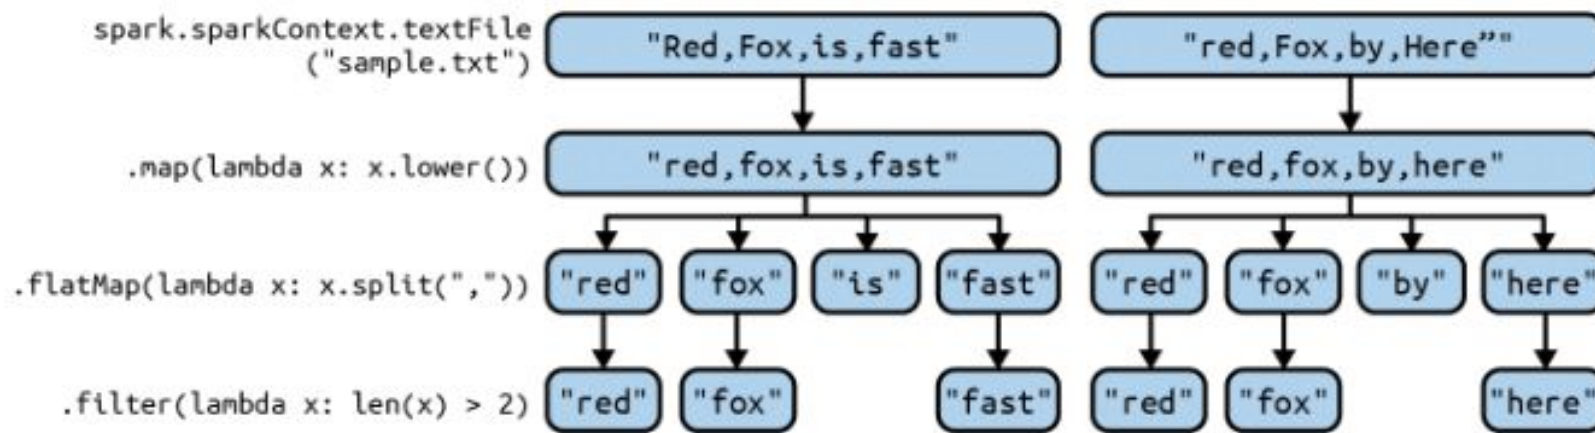 spark.sparkContext.textFile
("sample.txt")
"Red,Fox,is,fast"
"red,Fox,by,Here”"
.map(lambda x: x.lower())
"red,fox,is,fast"
"red,fox,by,here"
.flatMap(lambda x: x.split(","))
"red" "fox" "is" "fast"
"red" "fox" "by" "here"
.filter(lambda x: len(x) > 2)
"red" "fox" "fast"
"red" "fox" "here"